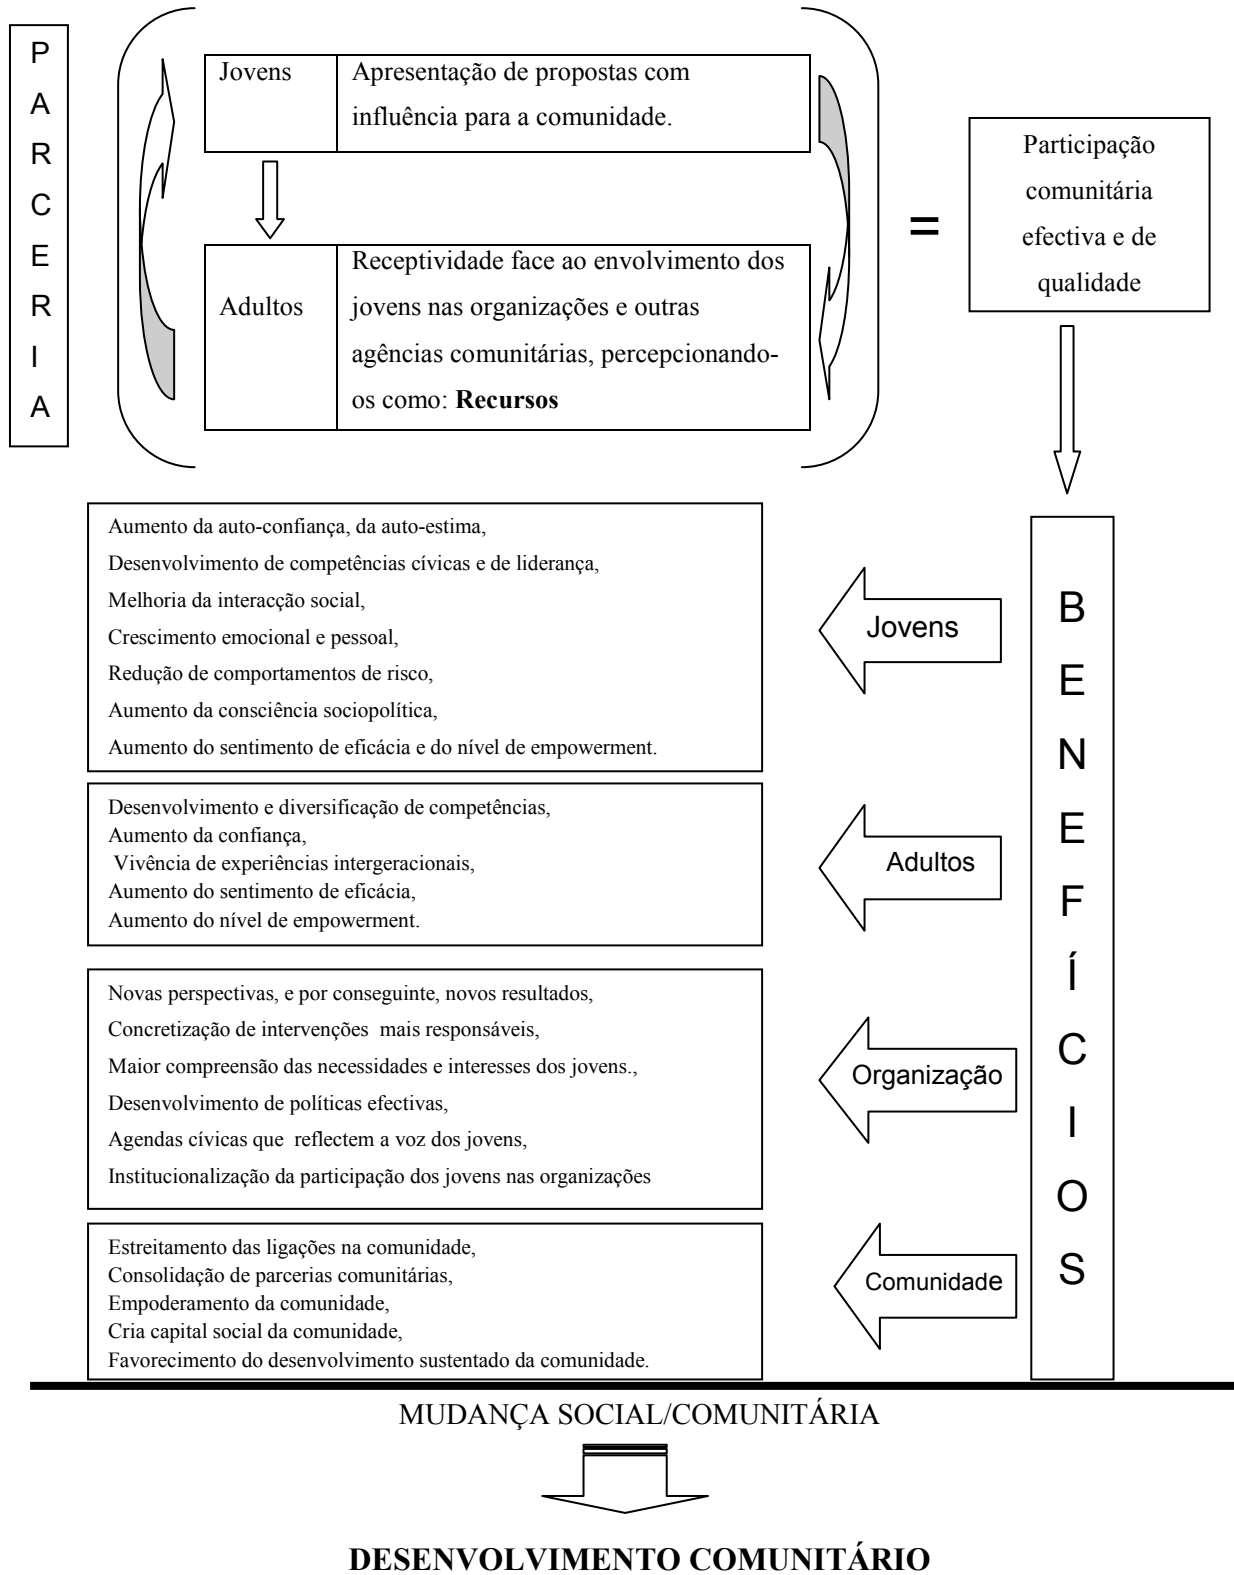 PARCERIA
Jovens
Apresentação de propostas com
influência para a comunidade.
Adultos
Receptividade face ao envolvimento dos
jovens nas organizações e outras
agências comunitárias, percepcionando-
os como: Recursos
=
Participação
comunitária
efectiva e de
qualidade
BENEFÍCIOS
Jovens
Aumento da auto-confiança, da auto-estima,
Desenvolvimento de competências cívicas e de liderança,
Melhoria da interacção social,
Crescimento emocional e pessoal,
Redução de comportamentos de risco,
Aumento da consciência sociopolítica,
Aumento do sentimento de eficácia e do nível de empowerment.
Adultos
Desenvolvimento e diversificação de competências,
Aumento da confiança,
Vivência de experiências intergeracionais,
Aumento do sentimento de eficácia,
Aumento do nível de empowerment.
Organização
Novas perspectivas, e por conseguinte, novos resultados,
Concretização de intervenções mais responsáveis,
Maior compreensão das necessidades e interesses dos jovens.,
Desenvolvimento de políticas efectivas,
Agendas cívicas que reflectem a voz dos jovens,
Institucionalização da participação dos jovens nas organizações
Comunidade
Estreitamento das ligações na comunidade,
Consolidação de parcerias comunitárias,
Empoderamento da comunidade,
Cria capital social da comunidade,
Favorecimento do desenvolvimento sustentado da comunidade.
MUDANÇA SOCIAL/COMUNITÁRIA
DESENVOLVIMENTO COMUNITÁRIO